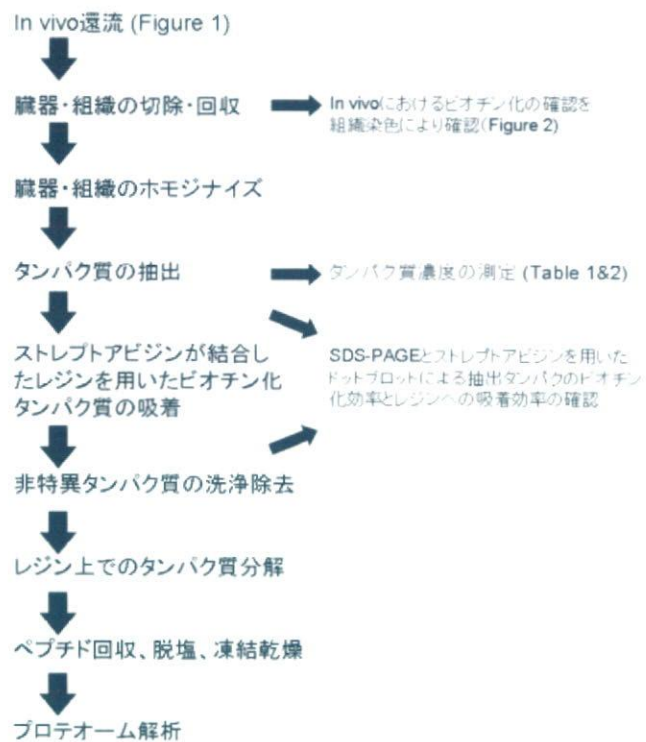 In vivo還流 (Figure 1)
臓器・組織の切除・回収
In vivoにおけるビオチン化の確認を
組織染色により確認(Figure 2)
臓器・組織のホモジナイズ
タンパク質の抽出
タンパク質濃度の測定 (Table 1&2)
ストレプトアビジンが結合し
たレジンを用いたビオチン化
タンパク質の吸着
SDS-PAGEとストレプトアビジンを用いた
ドットブロットによる抽出タンパクのビオチン
化効率とレジンへの吸着効率の確認
非特異タンパク質の洗浄除去
レジン上でのタンパク質分解
ペプチド回収、脱塩、凍結乾燥
プロテオーム解析